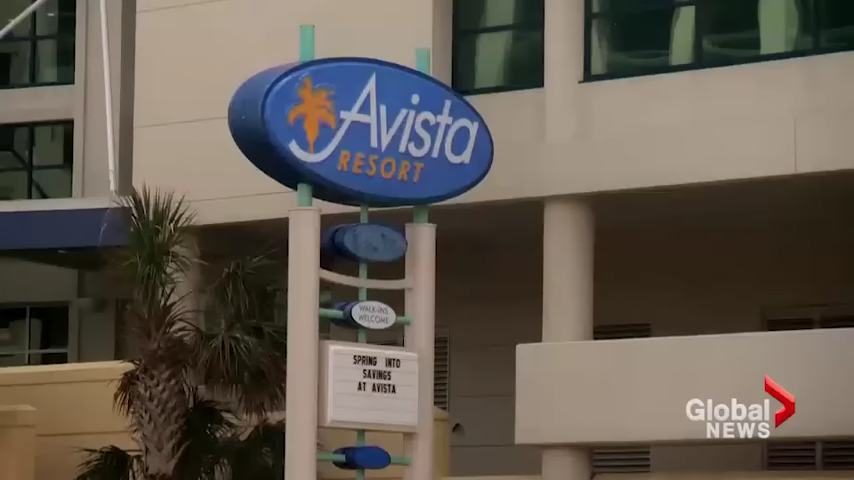 Avista
RESORT
WALK-INS
WELCOME
SPRING INTO
SAVINGS
AT AVISTA
Global
NEWS